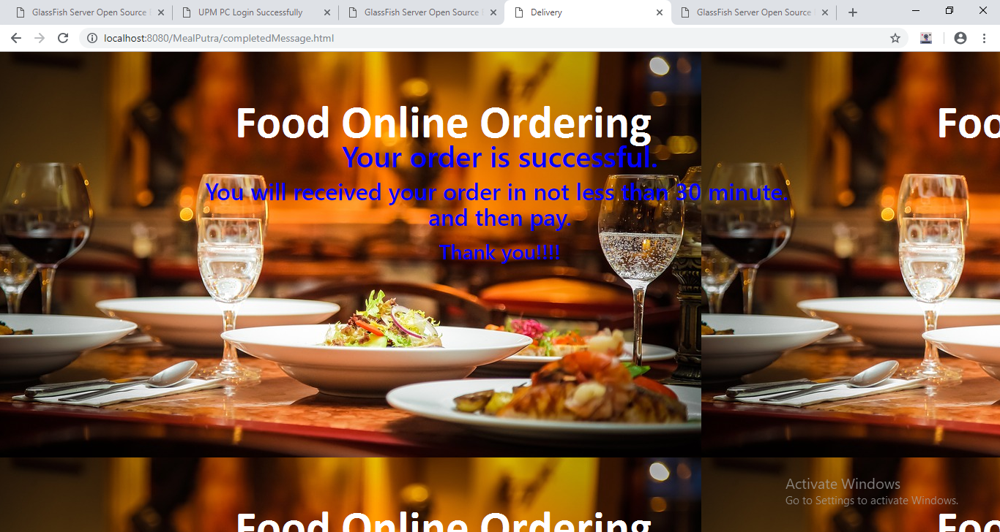 GlassFish Server Open Source
UPM PC Login Successfully
GlassFish Server Open Source
Delivery
GlassFish Server Open Source
localhost:8080/MealPutra/completedMessage.html
Food Online Ordering
Foo
Your order is successful.
You will received your order in not less than 30 minute.
and then pay.
Thank you!!!!
Activate Windows
Go to Settings to activate Windows.
Food Online Ordering
Foo